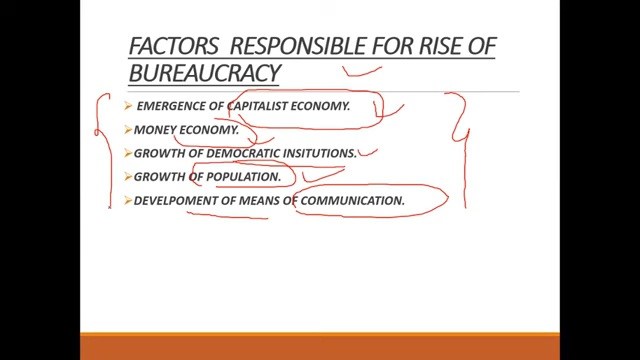 FACTORS RESPONSIBLE FOR RISE OF
BUREAUCRACY
EMERGENCE OF CAPITALIST ECONOMY.
MONEY ECONOMY.
GROWTH OF DEMOCRATIC INSITUTIONS.
GROWTH OF POPULATION.
DEVELPOMENT OF MEANS OF COMMUNICATION.